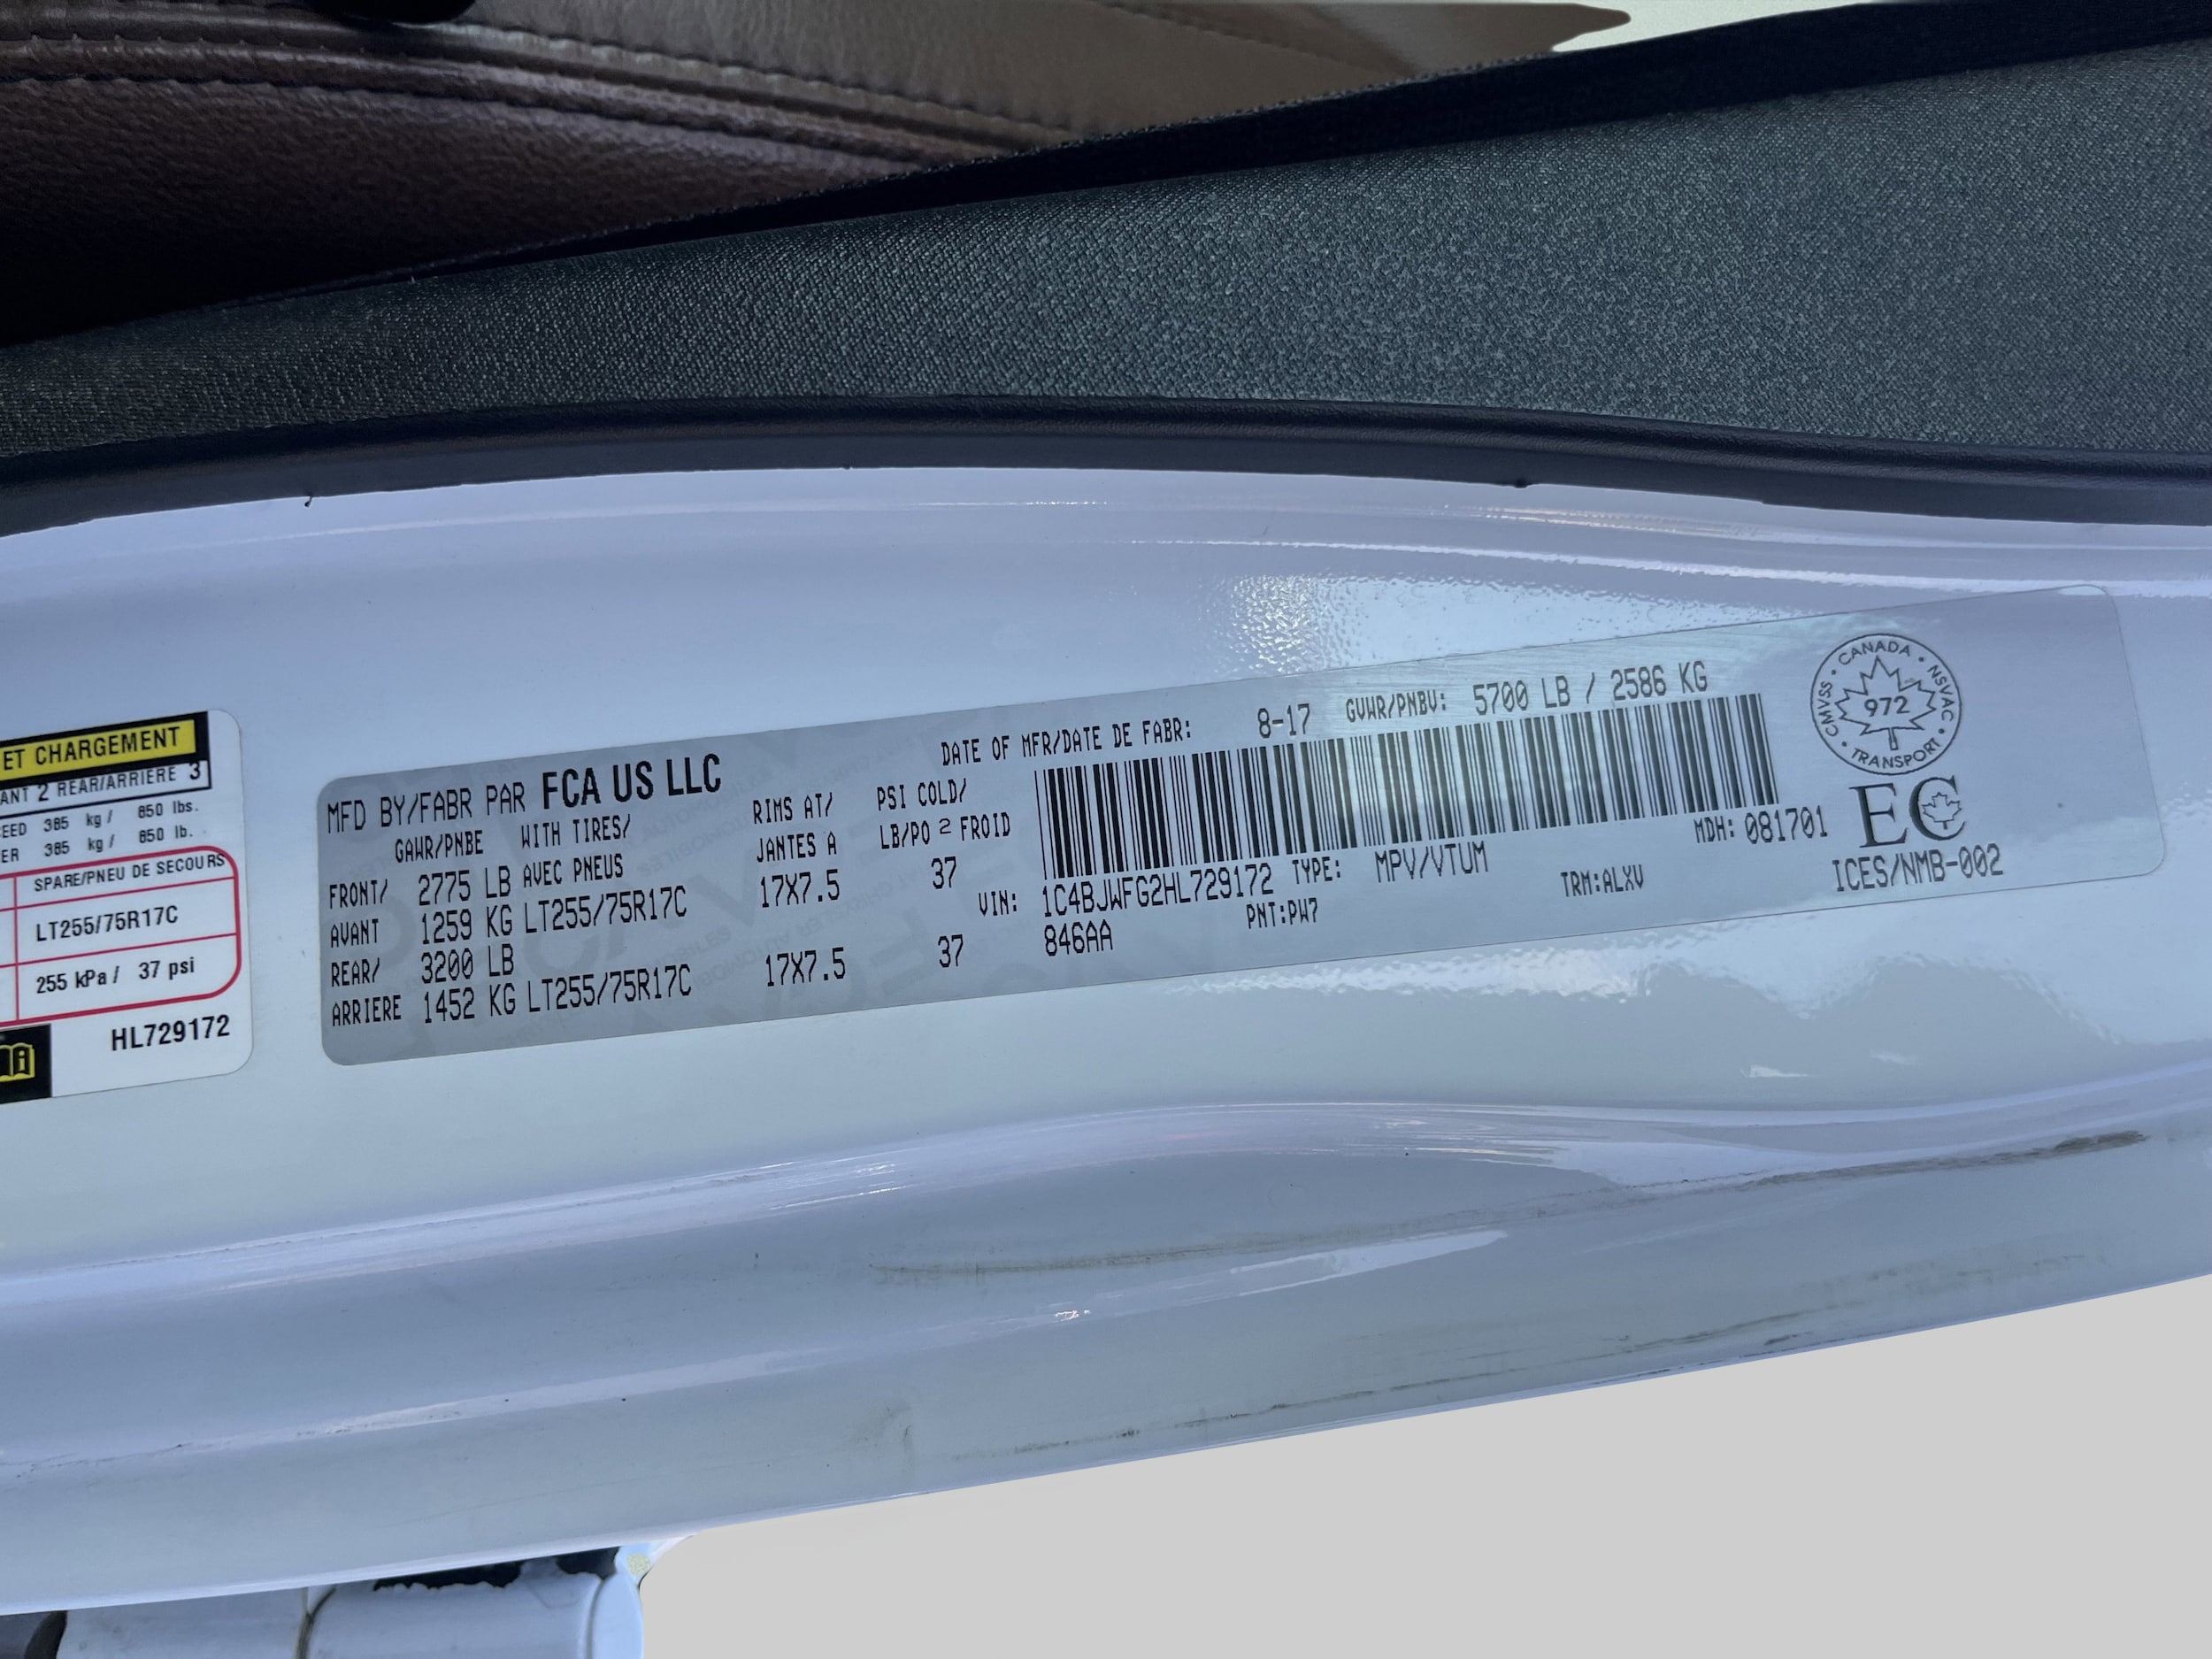 ET CHARGEMENT
ANT 2 REAR/ARRIÈRE 3
EED 385 kg / 850 lbs.
ER 385 kg / 850 lb.
SPARE/PNEU DE SECOURS
LT255/75R17C
255 kPa / 37 psi
HL729172
MFD BY/FABR PAR FCA US LLC
DATE OF MFR/DATE DE FABR: 8-17 GVWR/PNBV: 5700 LB / 2586 KG
GAWR/PNBE WITH TIRES/ AVEC PNEUS RIMS AT/ JANTES A PSI COLD/ LB/PO 2 FROID
FRONT/ 2775 LB
AVANT 1259 KG LT255/75R17C 17X7.5 37
REAR/ 3200 LB
ARRIERE 1452 KG LT255/75R17C 17X7.5 37
VIN: 1C4BJWFG2HL729172 TYPE: MPV/VTUM MDH: 081701
846AA PNT:PW7 TRM:ALXV
CANADA · NSVAC · TRANSPORT · CMVSS ·
972
EC
ICES/NMB-002